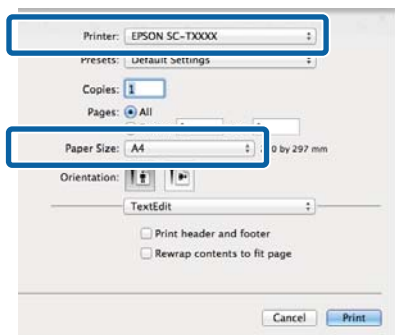 Printer: EPSON SC-TXXXX
Presets: Default Settings
Copies: 1
Pages: All
Paper Size: A4 by 297 mm
Orientation:
TextEdit
Print header and footer
Rewrap contents to fit page
Cancel Print